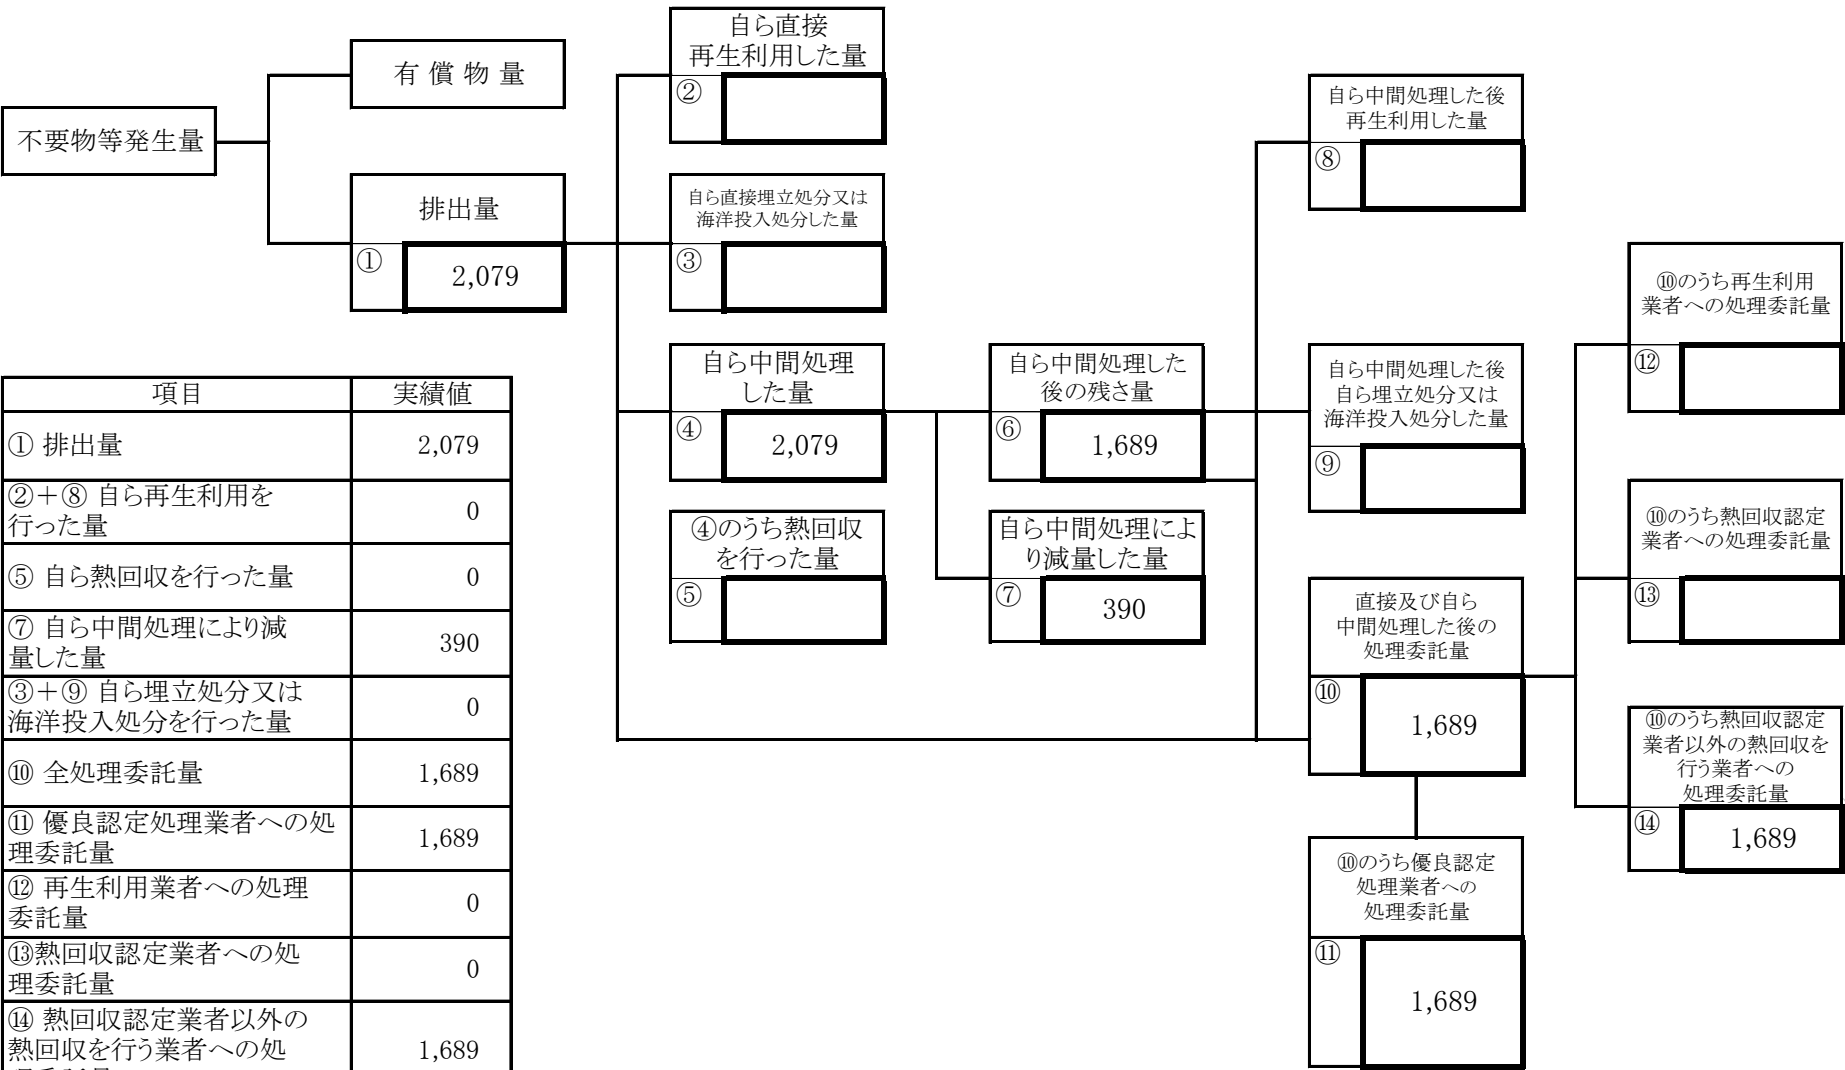 自ら直接
再生利用した量
②
有 償 物 量
不要物等発生量
排出量
①
2,079
自ら直接埋立処分又は
海洋投入処分した量
③
自ら中間処理した後
再生利用した量
⑧
自ら中間処理
した量
④
2,079
自ら中間処理した
後の残さ量
⑥
1,689
自ら中間処理した後
自ら埋立処分又は
海洋投入処分した量
⑨
⑩のうち再生利用
業者への処理委託量
⑫
④のうち熱回収
を行った量
⑤
自ら中間処理によ
り減量した量
⑦
390
直接及び自ら
中間処理した後の
処理委託量
⑩
1,689
⑩のうち熱回収認定
業者への処理委託量
⑬
⑩のうち熱回収認定
業者以外の熱回収を
行う業者への
処理委託量
⑭
1,689
⑩のうち優良認定
処理業者への
処理委託量
⑪
1,689
項目 実績値
① 排出量 2,079
②＋⑧ 自ら再生利用を
行った量 0
⑤ 自ら熱回収を行った量 0
⑦ 自ら中間処理により減
量した量 390
③＋⑨ 自ら埋立処分又は
海洋投入処分を行った量 0
⑩ 全処理委託量 1,689
⑪ 優良認定処理業者への処
理委託量 1,689
⑫ 再生利用業者への処理
委託量 0
⑬熱回収認定業者への処
理委託量 0
⑭ 熱回収認定業者以外の
熱回収を行う業者への処 1,689